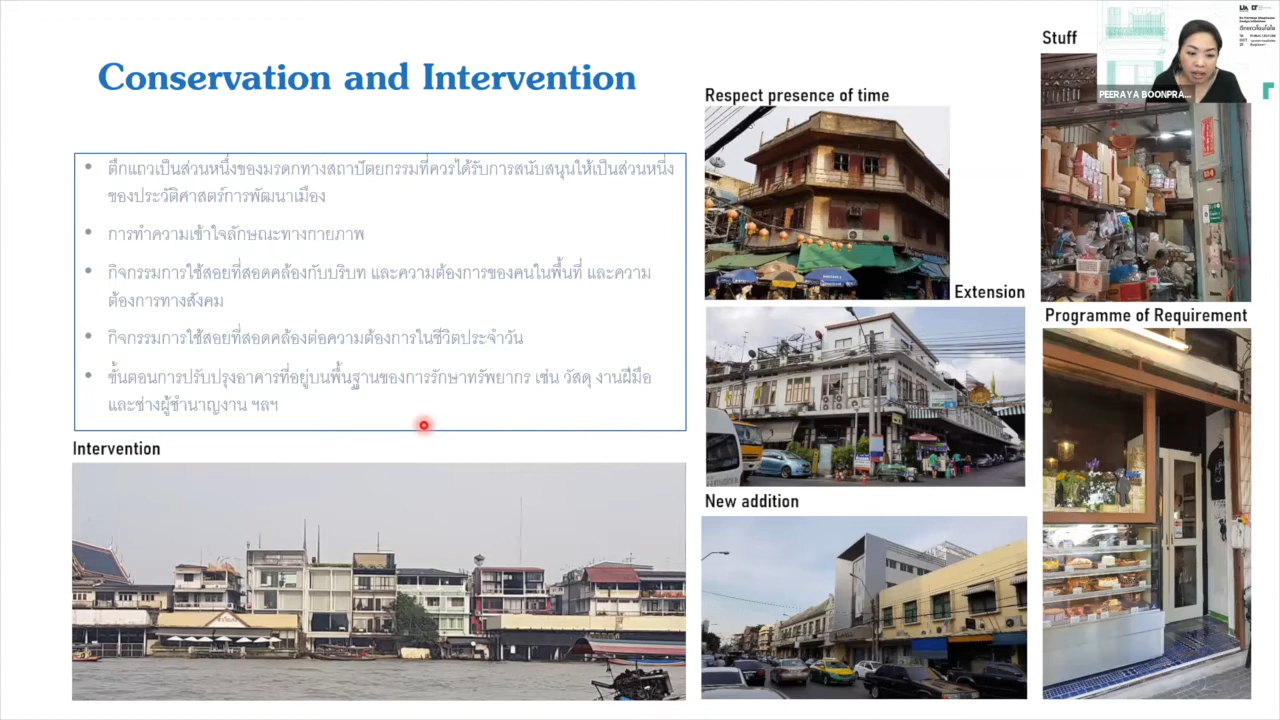 Conservation and Intervention
ตึกแถวเป็นส่วนหนึ่งของมรดกทางสถาปัตยกรรมที่ควรได้รับการสนับสนุนให้เป็นส่วนหนึ่ง
ของประวัติศาสตร์การพัฒนาเมือง
การทำความเข้าใจลักษณะทางกายภาพ
กิจกรรมการใช้สอยที่สอดคล้องกับบริบท และความต้องการของคนในพื้นที่ และความ
ต้องการทางสังคม
กิจกรรมการใช้สอยที่สอดคล้องต่อความต้องการในชีวิตประจำวัน
ขั้นตอนการปรับปรุงอาคารที่อยู่บนพื้นฐานของการรักษาทรัพยากร เช่น วัสดุ งานฝีมือ
และช่างผู้ชำนาญงาน ฯลฯ
Intervention
Respect presence of time
Extension
New addition
Stuff
PEERAYA BOONPRA...
Programme of Requirement